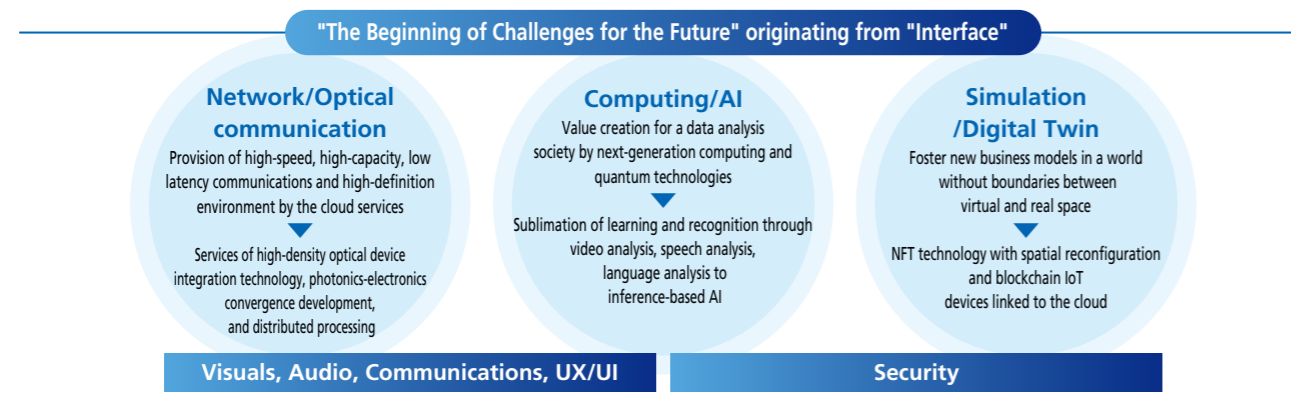 "The Beginning of Challenges for the Future" originating from "Interface"
Network/Optical
communication
Provision of high-speed, high-capacity, low
latency communications and high-definition
environment by the cloud services
Services of high-density optical device
integration technology, photonics-electronics
convergence development,
and distributed processing
Computing/AI
Value creation for a data analysis
society by next-generation computing and
quantum technologies
Sublimation of learning and recognition through
video analysis, speech analysis,
language analysis to
inference-based AI
Simulation
/Digital Twin
Foster new business models in a world
without boundaries between
virtual and real space
NFT technology with spatial reconfiguration
and blockchain IoT
devices linked to the cloud
Visuals, Audio, Communications, UX/UI
Security